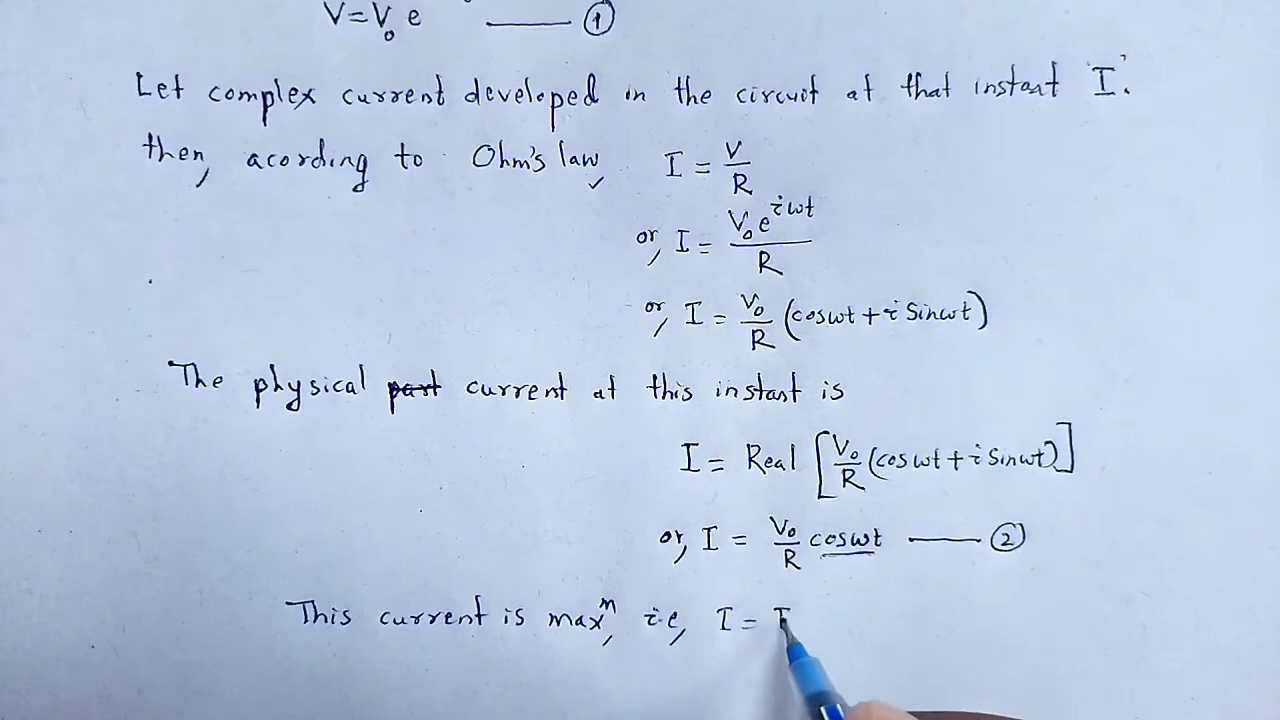 V=V₀ e ——— ①
Let complex current developed in the circuit at that instant 'I'.
then, acording to Ohm's law, I = V/R
or, I = V₀e^{iωt}/R
or, I = V₀/R (cosωt + i Sinωt)
The physical part current at this instant is
I = Real [V₀/R (cosωt + i Sinωt)]
or, I = V₀/R cosωt ——— ②
This current is maxᵐ, i.e, I = I